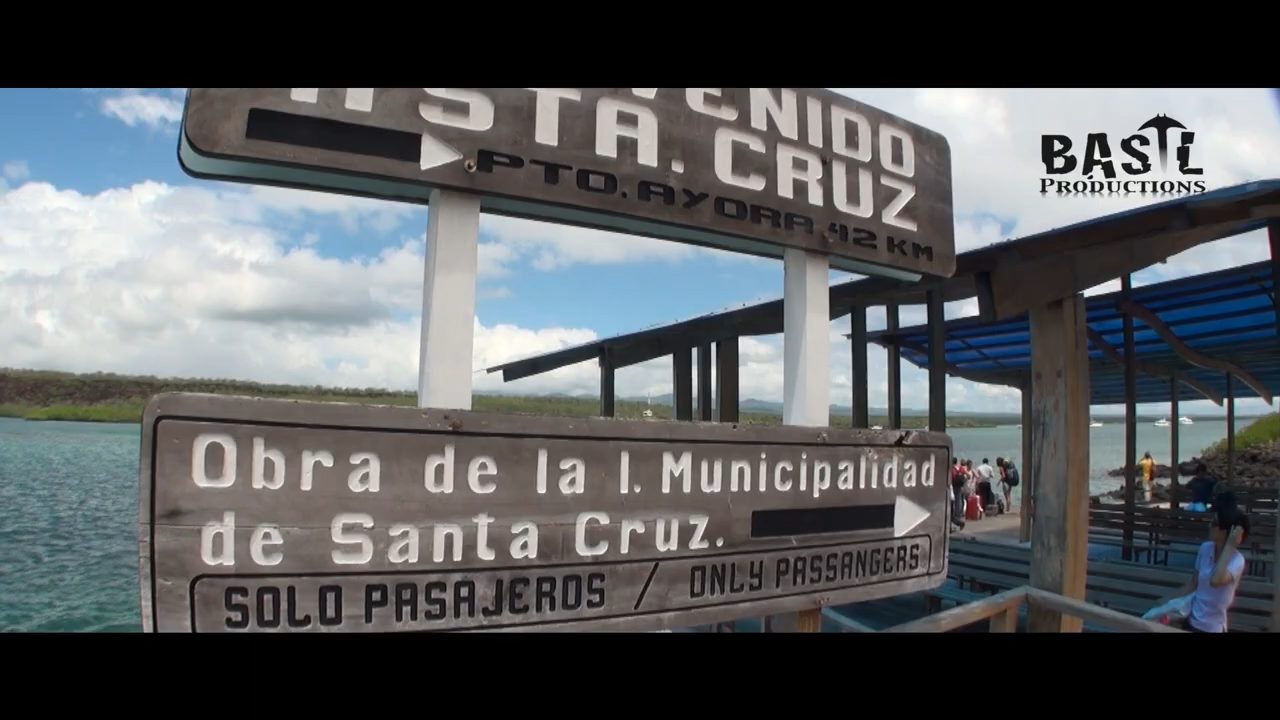 VENIDO
A STA. CRUZ
PTO. AYORA 42 KM
Obra de la I. Municipalidad
de Santa Cruz.
SOLO PASAJEROS / ONLY PASSANGERS
BASTL
PRODUCTIONS